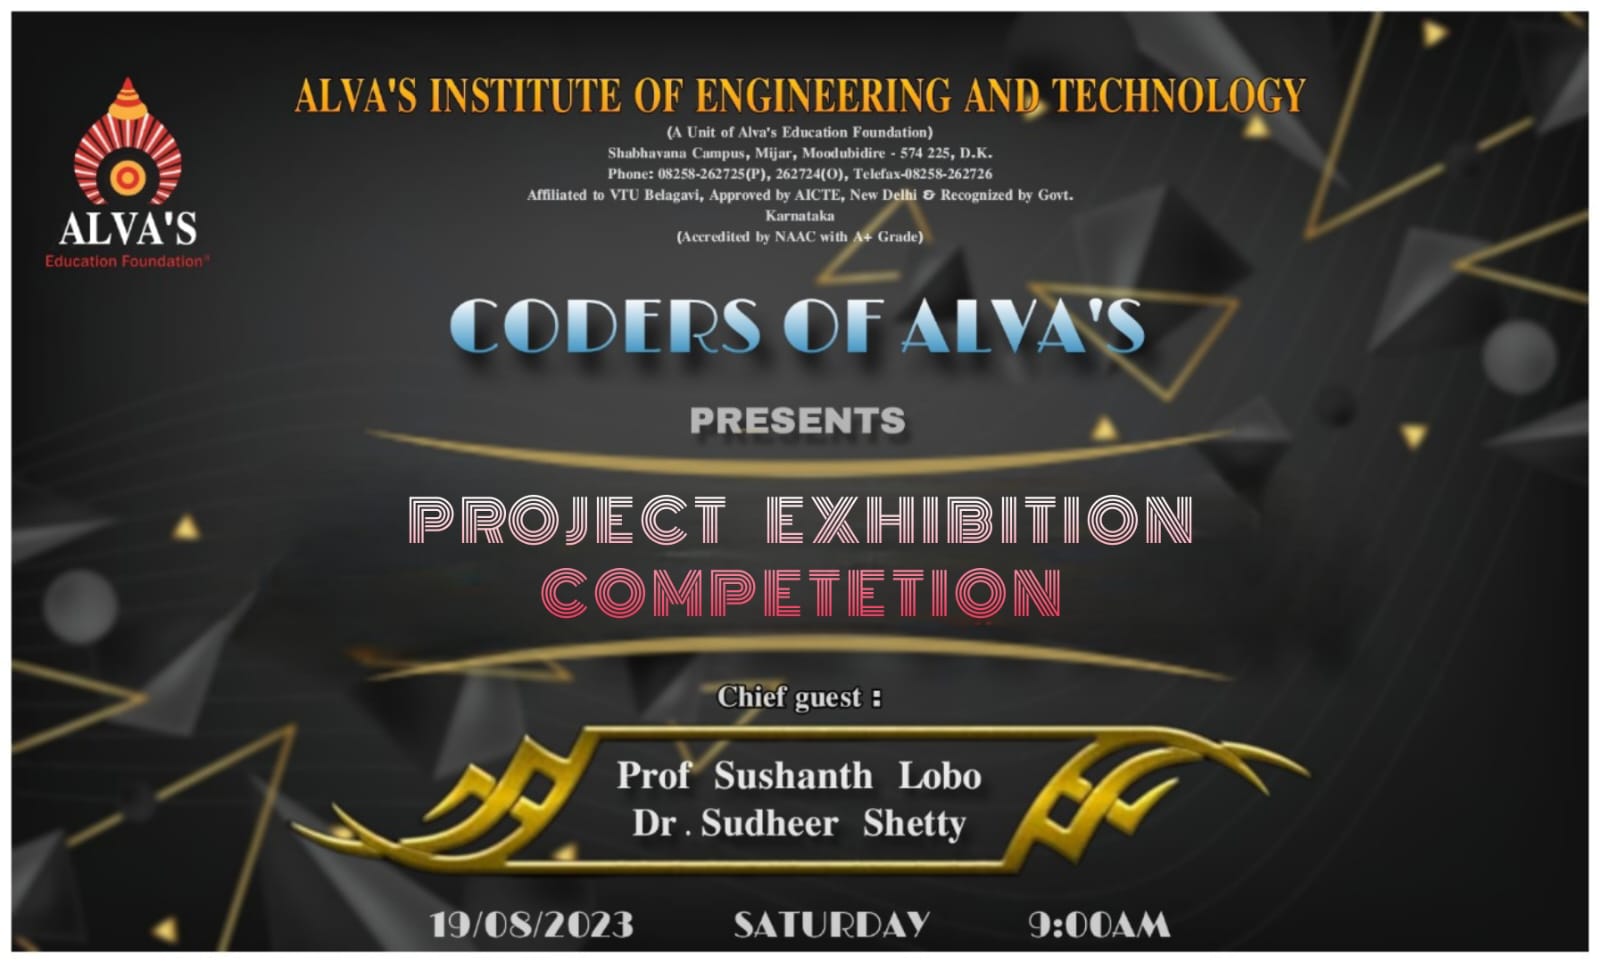 ALVA'S INSTITUTE OF ENGINEERING AND TECHNOLOGY
(A Unit of Alva's Education Foundation)
Shabhavana Campus, Mijar, Moodubidire - 574 225, D.K.
Phone: 08258-262725(P), 262724(O), Telefax-08258-262726
Affiliated to VTU Belagavi, Approved by AICTE, New Delhi & Recognized by Govt.
Karnataka
(Accredited by NAAC with A+ Grade)
ALVA'S
Education Foundation®
CODERS OF ALVA'S
PRESENTS
PROJECT EXHIBITION
COMPETETION
Chief guest :
Prof Sushanth Lobo
Dr . Sudheer Shetty
19/08/2023 SATURDAY 9:00AM